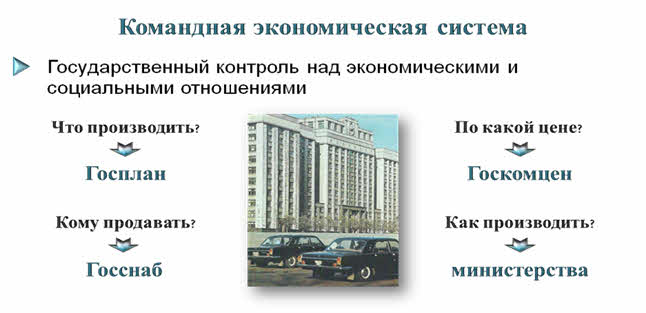 Командная экономическая система
Государственный контроль над экономическими и
социальными отношениями
Что производить?
Госплан
По какой цене?
Госкомцен
Кому продавать?
Госснаб
Как производить?
министерства